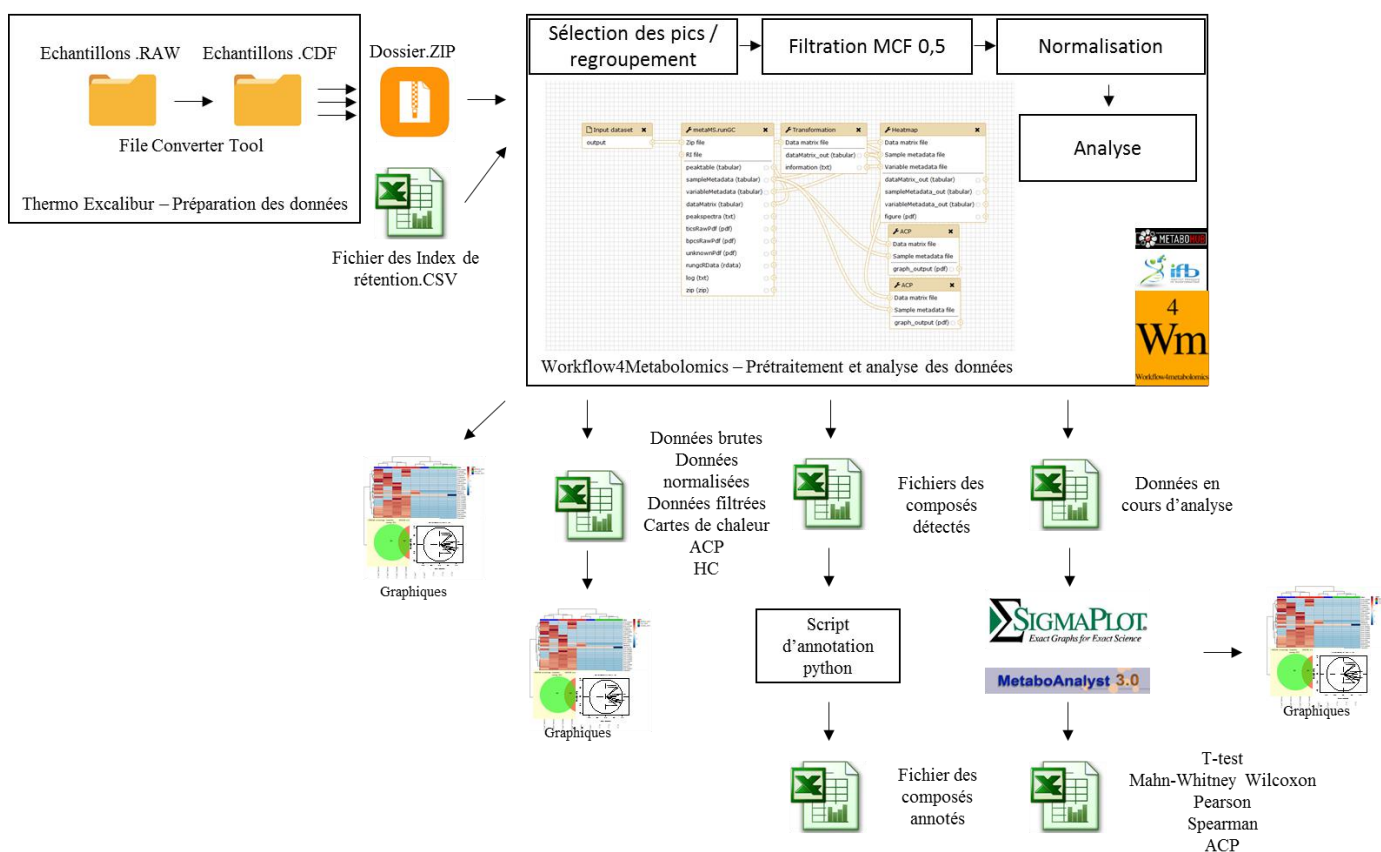 Echantillons .RAW
Echantillons .CDF
File Converter Tool
Thermo Excalibur – Préparation des données
Dossier.ZIP
Fichier des Index de
rétention.CSV
Sélection des pics /
regroupement
Filtration MCF 0,5
Normalisation
Analyse
Input dataset
output
metaMS.runGC
Zip file
RI file
peaktable (tabular)
sampleMetadata (tabular)
variableMetadata (tabular)
dataMatrix (tabular)
peakspectra (txt)
ticsRawPdf (pdf)
bpcsRawPdf (pdf)
unknownPdf (pdf)
rungcRData (rdata)
log (txt)
zip (zip)
Transformation
Data matrix file
dataMatrix_out (tabular)
information (txt)
Heatmap
Data matrix file
Sample metadata file
Variable metadata file
dataMatrix_out (tabular)
sampleMetadata_out (tabular)
variableMetadata_out (tabular)
figure (pdf)
ACP
Data matrix file
Sample metadata file
graph_output (pdf)
ACP
Data matrix file
Sample metadata file
graph_output (pdf)
METABOHUB
ifb
4
Wm
Workflow4metabolomics
Workflow4Metabolomics – Prétraitement et analyse des données
Graphiques
Données brutes
Données
normalisées
Données filtrées
Cartes de chaleur
ACP
HC
Graphiques
Fichiers des
composés
détectés
Script
d’annotation
python
Fichier des
composés
annotés
Données en
cours d’analyse
SIGMAPLOT
Exact Graphs for Exact Science
MetaboAnalyst 3.0
Graphiques
T-test
Mahn-Whitney Wilcoxon
Pearson
Spearman
ACP